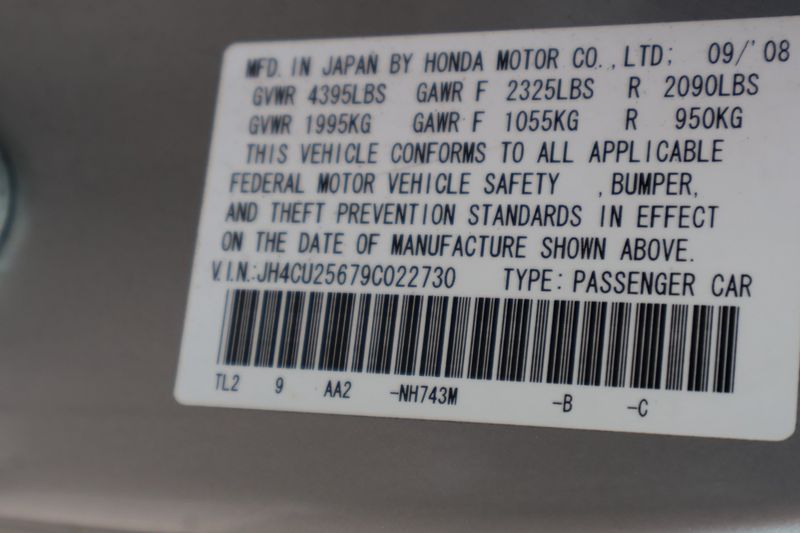 MFD. IN JAPAN BY HONDA MOTOR CO., LTD; 09/'08
GVWR 4395LBS GAWR F 2325LBS R 2090LBS
GVWR 1995KG GAWR F 1055KG R 950KG
THIS VEHICLE CONFORMS TO ALL APPLICABLE
FEDERAL MOTOR VEHICLE SAFETY , BUMPER,
AND THEFT PREVENTION STANDARDS IN EFFECT
ON THE DATE OF MANUFACTURE SHOWN ABOVE.
V.I.N.:JH4CU25679C022730 TYPE: PASSENGER CAR
TL2 9 AA2 -NH743M -B -C